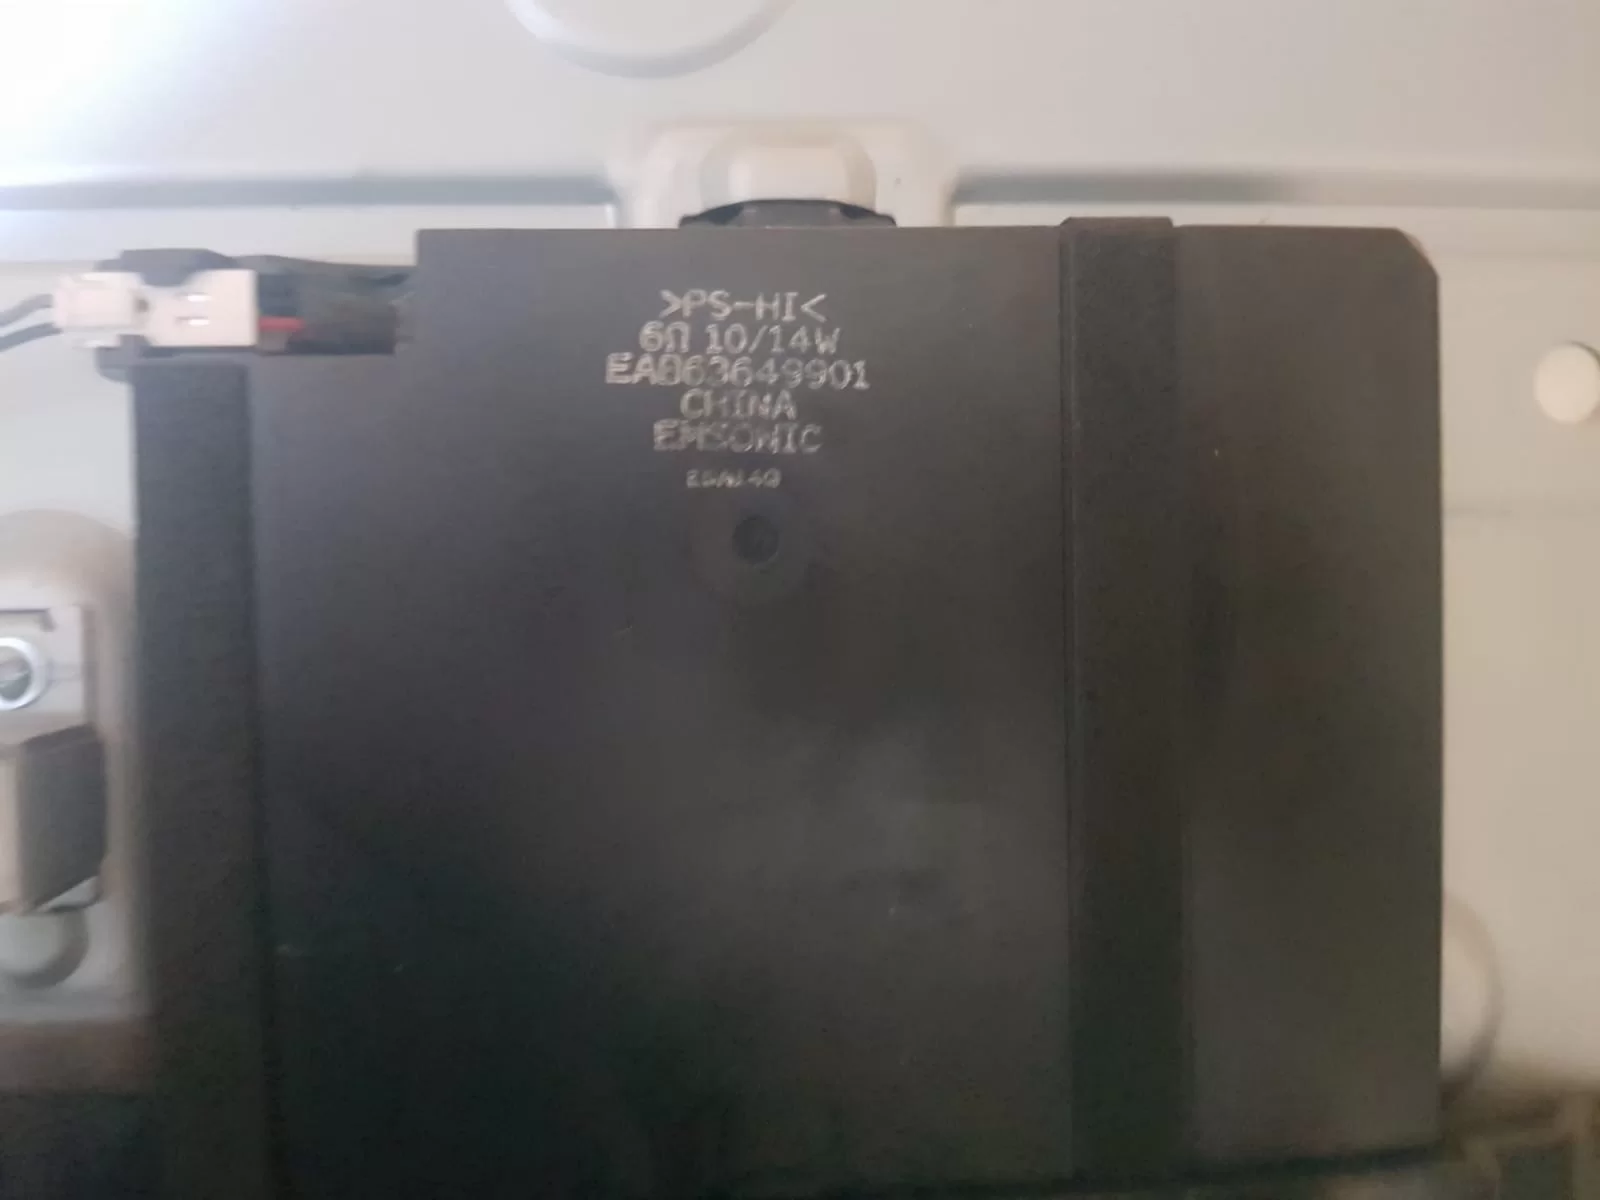 >PS-HI<
6Ω 10/14W
EAB63649901
CHINA
EMSONIC